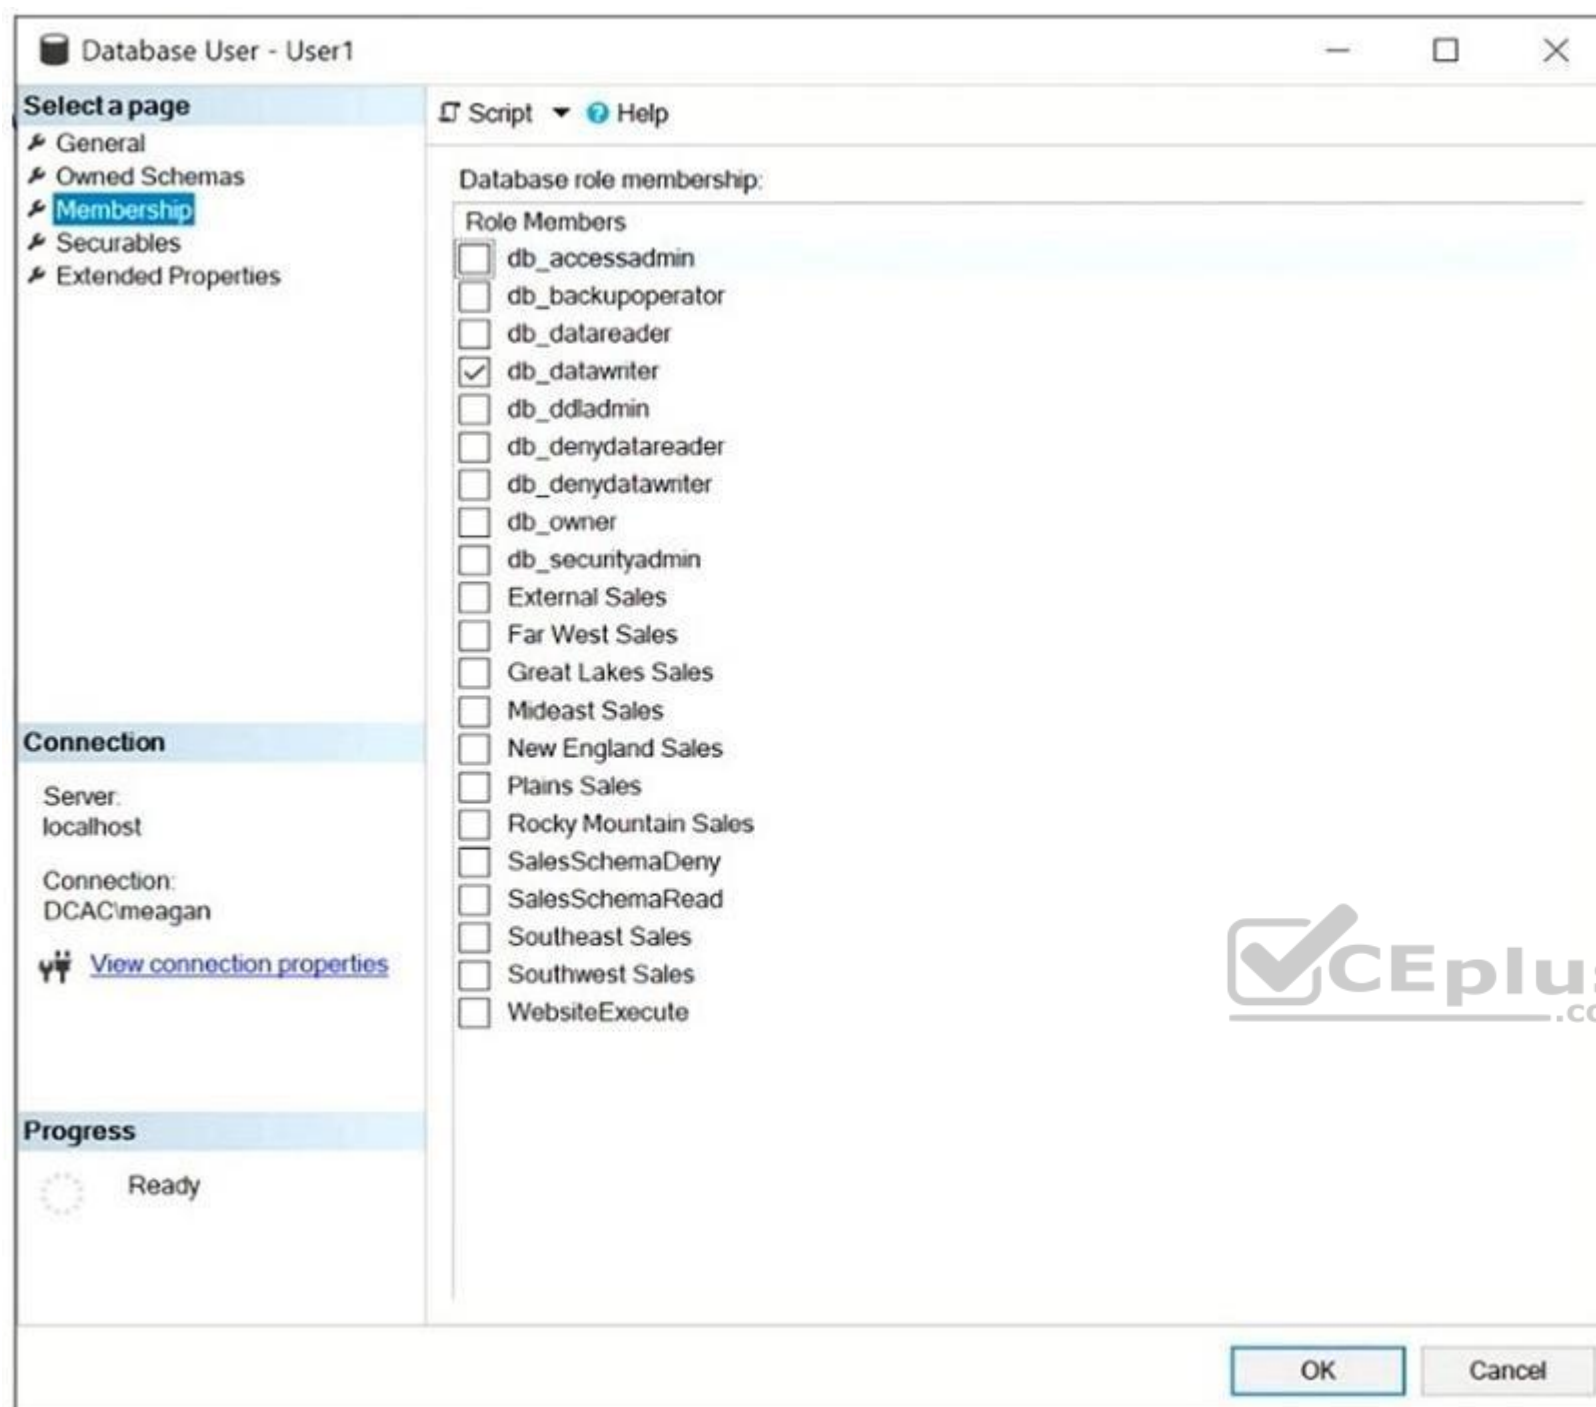 Database User - User1
Select a page
General
Owned Schemas
Membership
Securables
Extended Properties
Script
Help
Database role membership:
Role Members
db_accessadmin
db_backupoperator
db_datareader
db_datawriter
db_ddladmin
db_denydatareader
db_denydatawriter
db_owner
db_securityadmin
External Sales
Far West Sales
Great Lakes Sales
Mideast Sales
New England Sales
Plains Sales
Rocky Mountain Sales
SalesSchemaDeny
SalesSchemaRead
Southeast Sales
Southwest Sales
WebsiteExecute
Connection
Server:
localhost
Connection:
DCAC\meagan
View connection properties
CEplus
.co
Progress
Ready
OK
Cancel